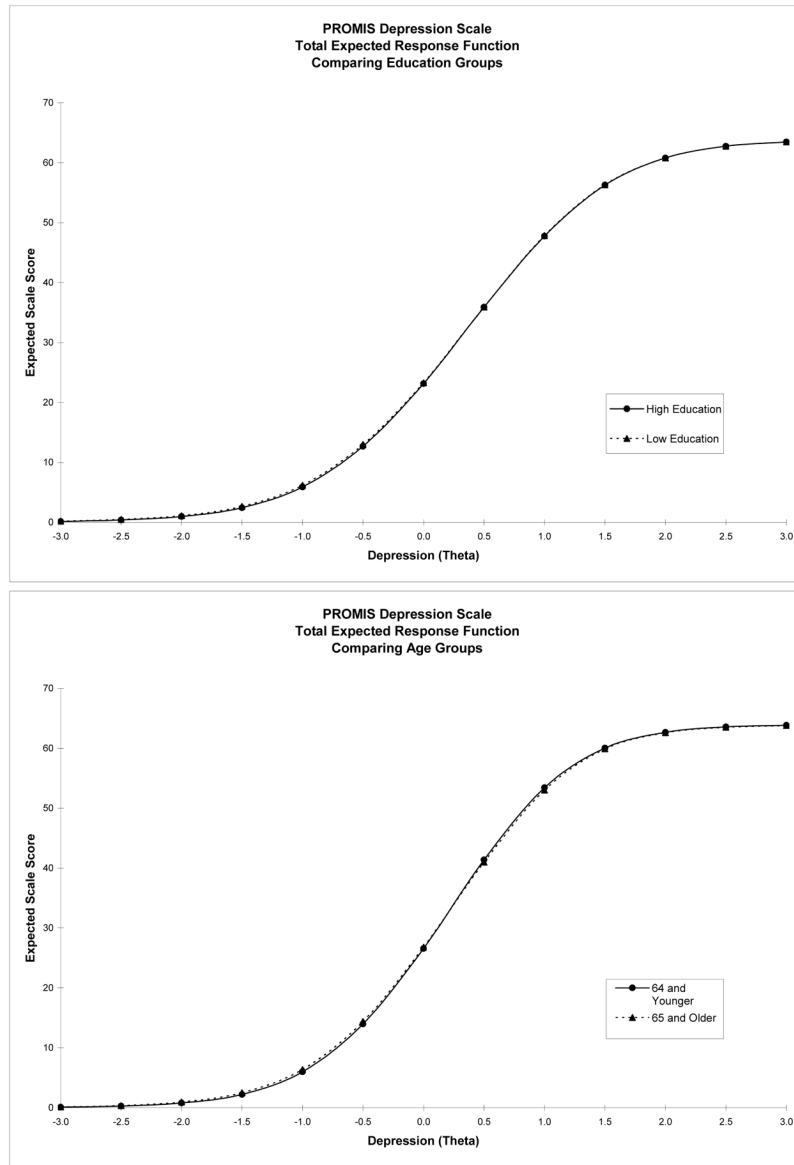 PROMIS Depression Scale
Total Expected Response Function
Comparing Education Groups
70
60
50
40
30
20
10
0
Expected Scale Score
-3.0 -2.5 -2.0 -1.5 -1.0 -0.5 0.0 0.5 1.0 1.5 2.0 2.5 3.0
Depression (Theta)
High Education
Low Education
PROMIS Depression Scale
Total Expected Response Function
Comparing Age Groups
70
60
50
40
30
20
10
0
Expected Scale Score
-3.0 -2.5 -2.0 -1.5 -1.0 -0.5 0.0 0.5 1.0 1.5 2.0 2.5 3.0
Depression (Theta)
64 and
Younger
65 and Older